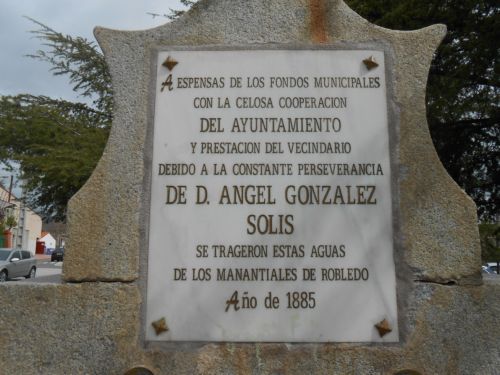 A ESPENSAS DE LOS FONDOS MUNICIPALES
CON LA CELOSA COOPERACION
DEL AYUNTAMIENTO
Y PRESTACION DEL VECINDARIO
DEBIDO A LA CONSTANTE PERSEVERANCIA
DE D. ANGEL GONZALEZ
SOLIS
SE TRAGERON ESTAS AGUAS
DE LOS MANANTIALES DE ROBLEDO
Año de 1885